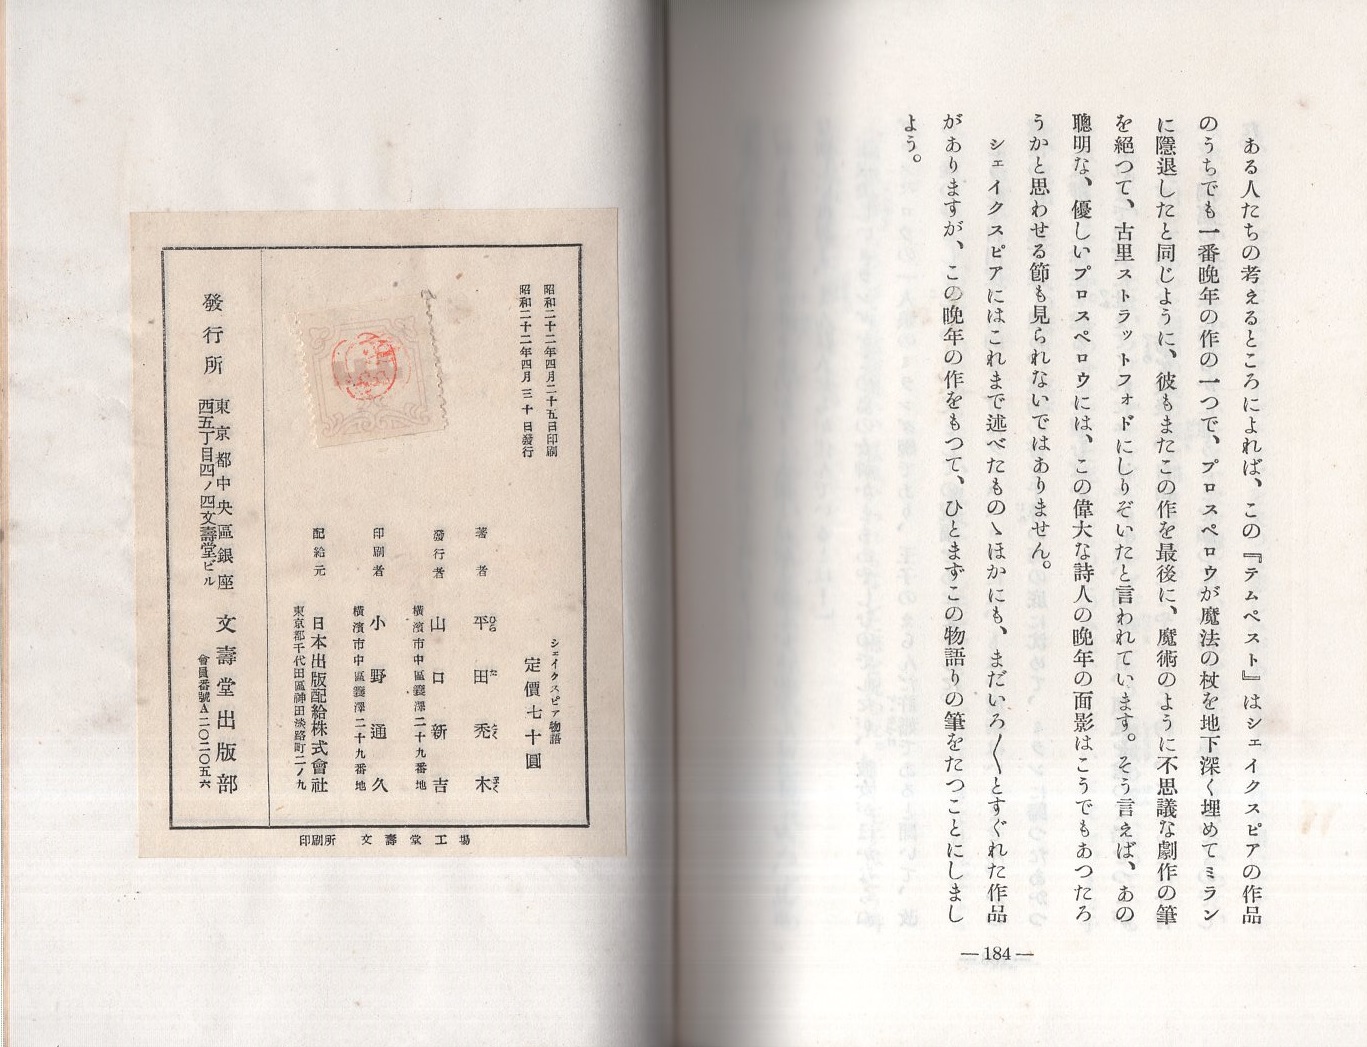 ある人たちの考えるところによれば、この『テムペスト』はシェイクスピアの作品
のうちでも一番晩年の作の一つで、プロスペロウが魔法の杖を地下深く埋めてミラン
に隱退したと同じように、彼もまたこの作を最後に、魔術のように不思議な劇作の筆
を絕つて、古里ストラットフォドにしりぞいたと言われています。そう言えば、あの
聰明な、優しいプロスペロウには、この偉大な詩人の晩年の面影はこうでもあつたろ
うかと思わせる節も見られないではありません。
シェイクスピアにはこれまで述べたものゝほかにも、まだいろ〱とすぐれた作品
がありますが、この晩年の作をもつて、ひとまずこの物語りの筆をたつことにしまし
よう。
—184—
昭和二十二年四月二十五日印刷
昭和二十二年四月三十日發行
シェイクスピア物語
定價七十圓
著者 平田禿木
發行者 山口新吉
橫濱市中區蓑澤二十九番地
印刷者 小野通久
橫濱市中區蓑澤二十九番地
配給元 日本出版配給株式會社
東京都千代田區神田淡路町二ノ九
發行所 東京都中央區銀座
西五丁目四ノ四文壽堂ビル
文壽堂出版部
會員番號A二〇二〇五六
印刷所 文壽堂工場